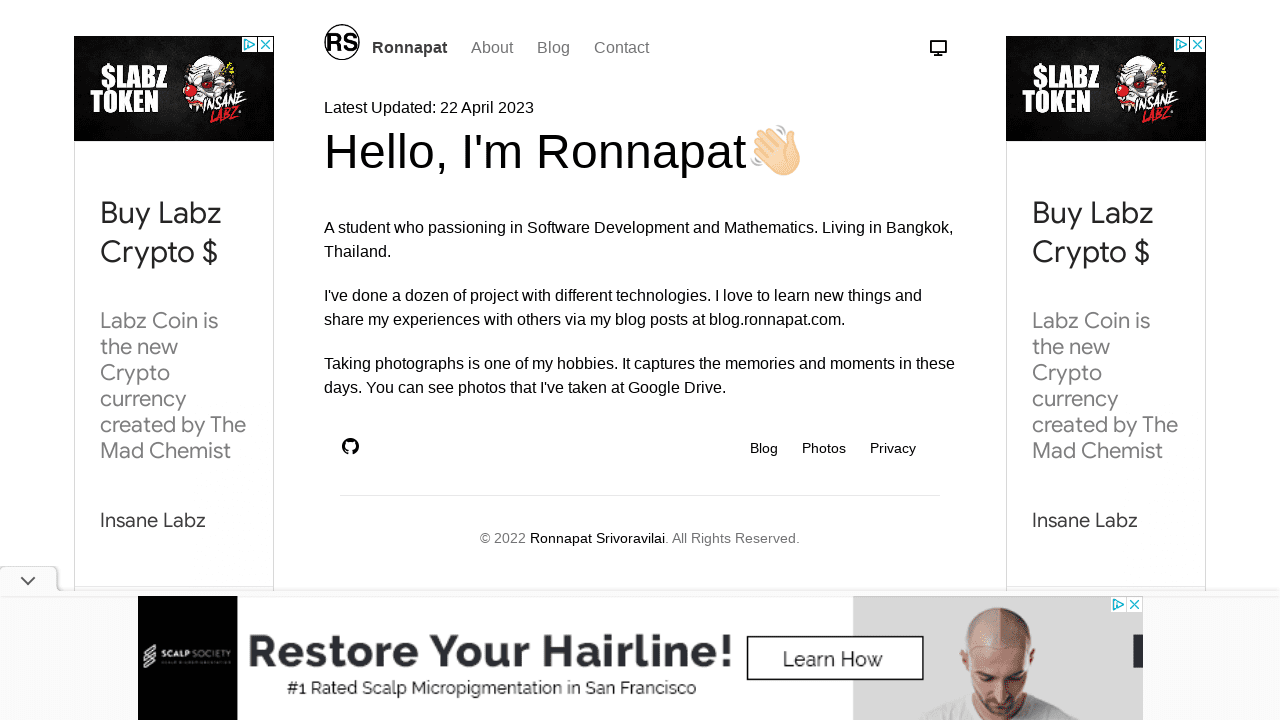 RS
Ronnapat About Blog Contact
Latest Updated: 22 April 2023
Hello, I'm Ronnapat👋🏻
A student who passioning in Software Development and Mathematics. Living in Bangkok,
Thailand.
I've done a dozen of project with different technologies. I love to learn new things and
share my experiences with others via my blog posts at blog.ronnapat.com.
Taking photographs is one of my hobbies. It captures the memories and moments in these
days. You can see photos that I've taken at Google Drive.
Blog Photos Privacy
© 2022 Ronnapat Srivoravilai. All Rights Reserved.
$LABZ
TOKEN
INSANE
LABZ
Buy Labz
Crypto $
Labz Coin is
the new
Crypto
currency
created by The
Mad Chemist
Insane Labz
$LABZ
TOKEN
INSANE
LABZ
Buy Labz
Crypto $
Labz Coin is
the new
Crypto
currency
created by The
Mad Chemist
Insane Labz
SCALP SOCIETY
Restore Your Hairline!
#1 Rated Scalp Micropigmentation in San Francisco
Learn How